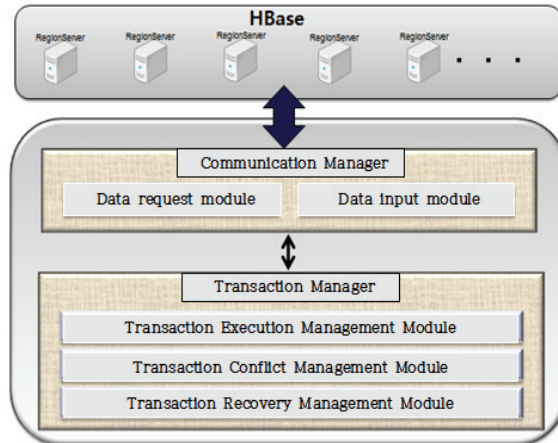 HBase
RegionServer RegionServer RegionServer RegionServer RegionServer
Communication Manager
Data request module Data input module
Transaction Manager
Transaction Execution Management Module
Transaction Conflict Management Module
Transaction Recovery Management Module